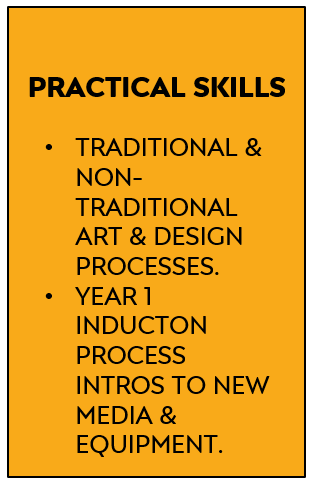 PRACTICAL SKILLS
• TRADITIONAL &
NON-
TRADITIONAL
ART & DESIGN
PROCESSES.
• YEAR 1
INDUCTON
PROCESS
INTROS TO NEW
MEDIA &
EQUIPMENT.